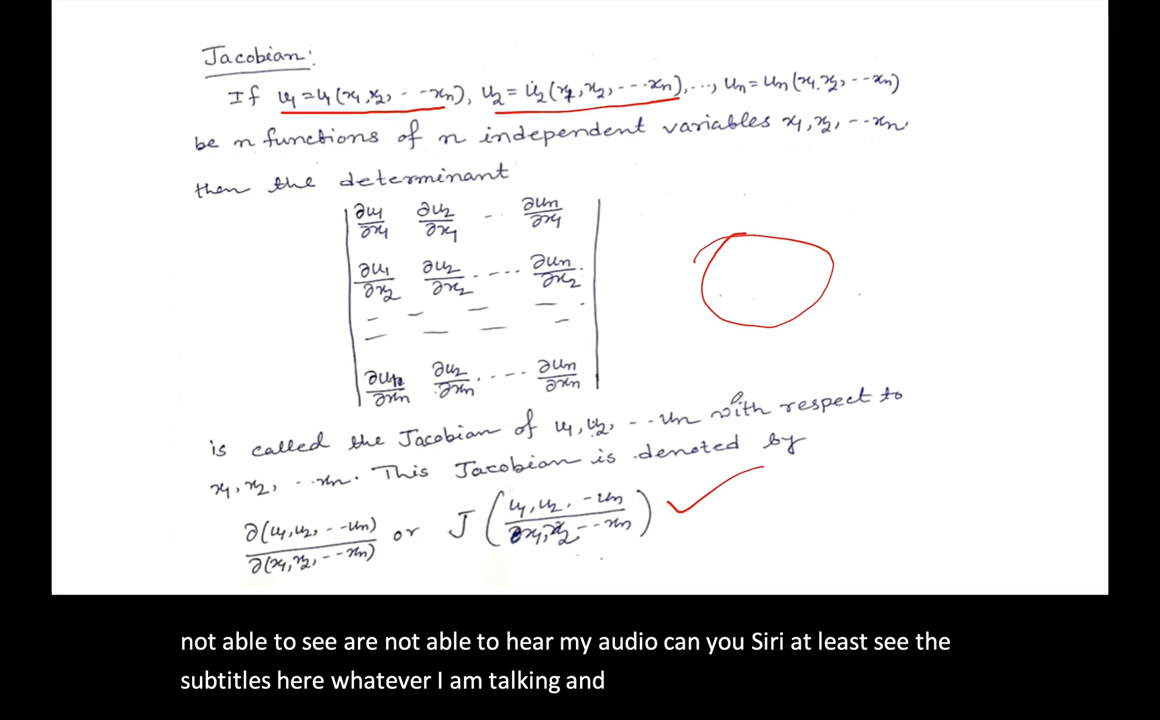 Jacobian:
If u₁ = u₁(x₁, x₂, - - xₙ), u₂ = u₂(x₁, x₂, - - - xₙ), ..., uₙ = uₙ(x₁, x₂, - - xₙ)
be n functions of n independent variables x₁, x₂, - - xₙ.
then the determinant
| ∂u₁/∂x₁ ∂u₂/∂x₁ - - ∂uₙ/∂x₁ |
| ∂u₁/∂x₂ ∂u₂/∂x₂ - - - - ∂uₙ/∂x₂ |
| ∂uₙ/∂xₙ ∂u₂/∂xₙ - - - - ∂uₙ/∂xₙ |
is called the Jacobian of u₁, u₂, - - uₙ with respect to
x₁, x₂, - - xₙ. This Jacobian is denoted by
∂(u₁, u₂, - - uₙ)/∂(x₁, x₂, - - xₙ) or J(u₁, u₂, - - uₙ/x₁, x₂, - - xₙ)
not able to see are not able to hear my audio can you Siri at least see the
subtitles here whatever I am talking and